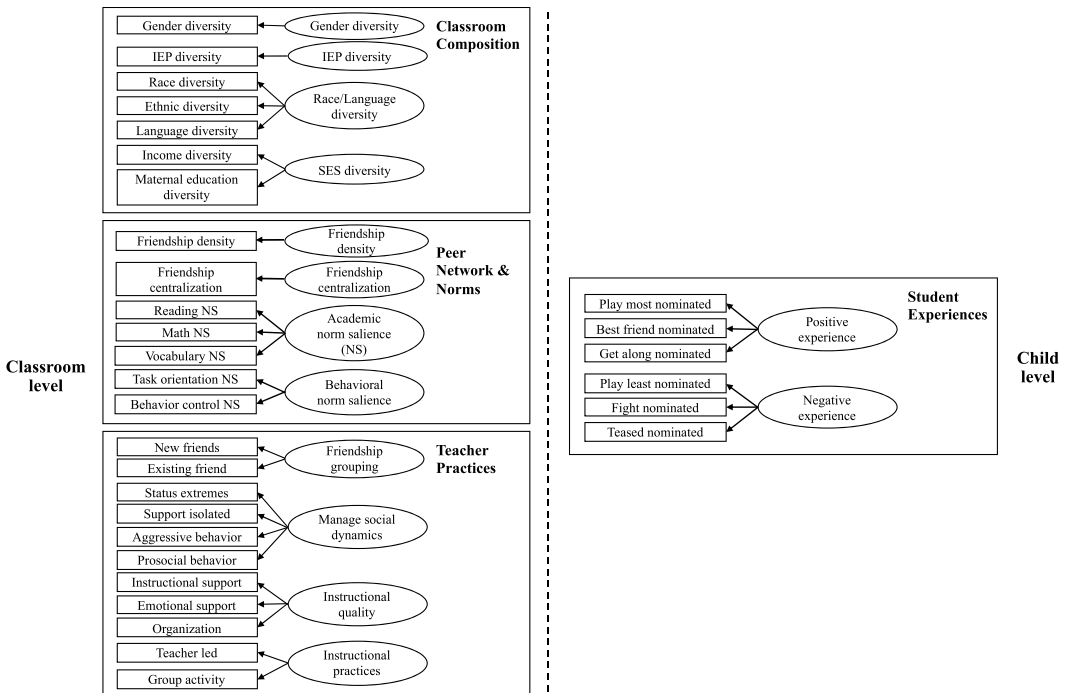 Gender diversity
Gender diversity
Classroom
Composition
IEP diversity
IEP diversity
Race diversity
Ethnic diversity
Language diversity
Race/Language
diversity
Income diversity
Maternal education
diversity
SES diversity
Friendship density
Friendship
density
Peer
Network &
Norms
Friendship
centralization
Friendship
centralization
Reading NS
Math NS
Vocabulary NS
Academic
norm salience
(NS)
Task orientation NS
Behavior control NS
Behavioral
norm salience
Classroom
level
New friends
Existing friend
Friendship
grouping
Teacher
Practices
Status extremes
Support isolated
Aggressive behavior
Prosocial behavior
Manage social
dynamics
Instructional support
Emotional support
Organization
Instructional
quality
Teacher led
Group activity
Instructional
practices
Play most nominated
Best friend nominated
Get along nominated
Positive
experience
Student
Experiences
Play least nominated
Fight nominated
Teased nominated
Negative
experience
Child
level